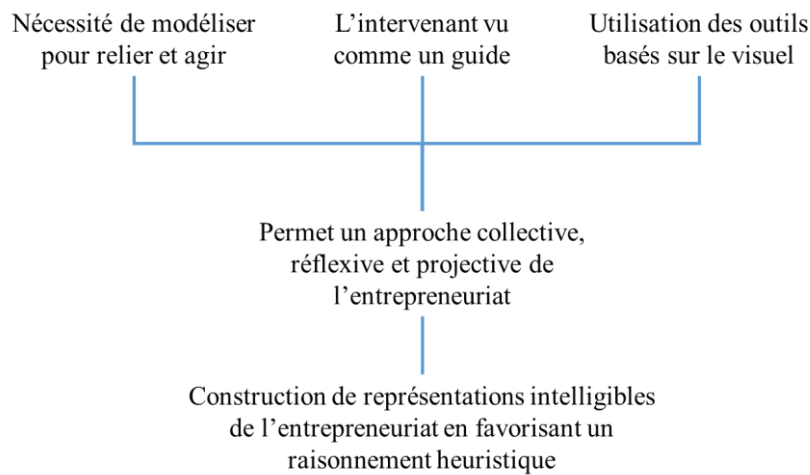 Nécessité de modéliser
pour relier et agir
L’intervenant vu
comme un guide
Utilisation des outils
basés sur le visuel
Permet un approche collective,
réflexive et projective de
l’entrepreneuriat
Construction de représentations intelligibles
de l’entrepreneuriat en favorisant un
raisonnement heuristique